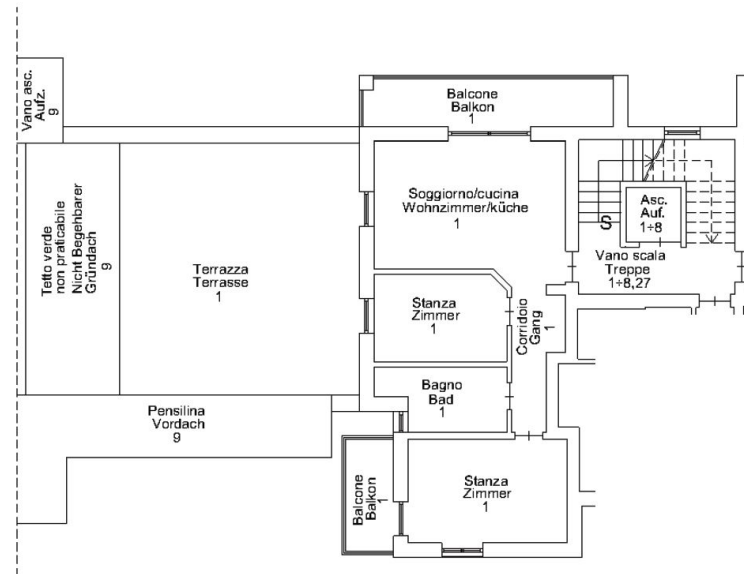 Vano asc.
Aufz.
9
Balcone
Balkon
1
Soggiorno/cucina
Wohnzimmer/küche
1
Asc.
Auf.
1÷8
S
Vano scala
Treppe
1÷8,27
Tetto verde
non praticabile
Nicht Begehbarer
Gründach
9
Terrazza
Terrasse
1
Stanza
Zimmer
1
Corridoio
Gang
1
Bagno
Bad
1
Pensilina
Vordach
9
Balcone
Balkon
1
Stanza
Zimmer
1